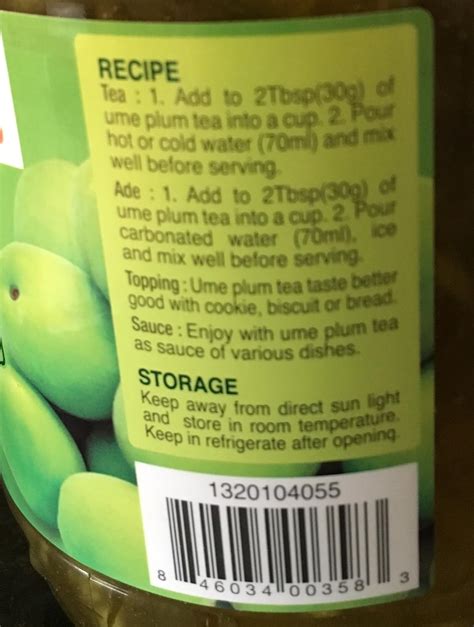 RECIPE
Tea : 1. Add to 2Tbsp(30g) of
ume plum tea into a cup. 2. Pour
hot or cold water (70ml) and mix
well before serving.
Ade : 1. Add to 2Tbsp(30g) of
ume plum tea into a cup. 2. Pour
carbonated water (70ml), ice
and mix well before serving.
Topping : Ume plum tea taste better
good with cookie, biscuit or bread.
Sauce : Enjoy with ume plum tea
as sauce of various dishes.
STORAGE
Keep away from direct sun light
and store in room temperature.
Keep in refrigerate after opening.
1320104055
8 46034 00358 3